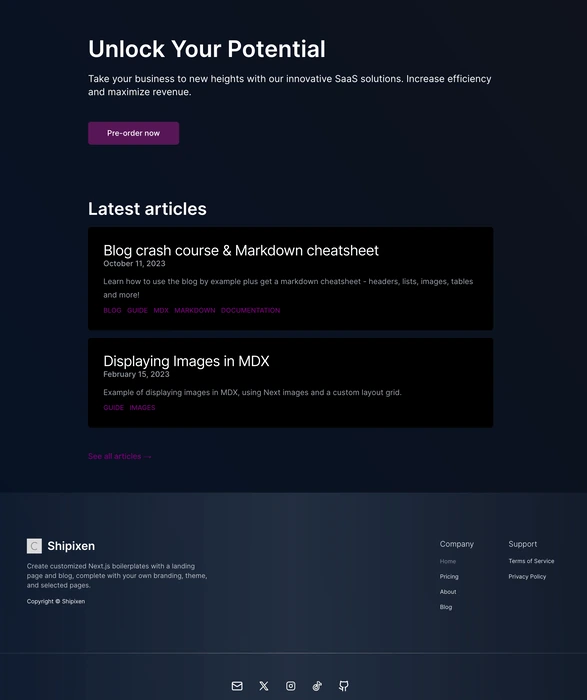 Unlock Your Potential
Take your business to new heights with our innovative SaaS solutions. Increase efficiency
and maximize revenue.
Pre-order now
Latest articles
Blog crash course & Markdown cheatsheet
October 11, 2023
Learn how to use the blog by example plus get a markdown cheatsheet - headers, lists, images, tables
and more!
BLOG GUIDE MDX MARKDOWN DOCUMENTATION
Displaying Images in MDX
February 15, 2023
Example of displaying images in MDX, using Next images and a custom layout grid.
GUIDE IMAGES
See all articles →
Shipixen
Create customized Next.js boilerplates with a landing
page and blog, complete with your own branding, theme,
and selected pages.
Copyright © Shipixen
Company
Home
Pricing
About
Blog
Support
Terms of Service
Privacy Policy